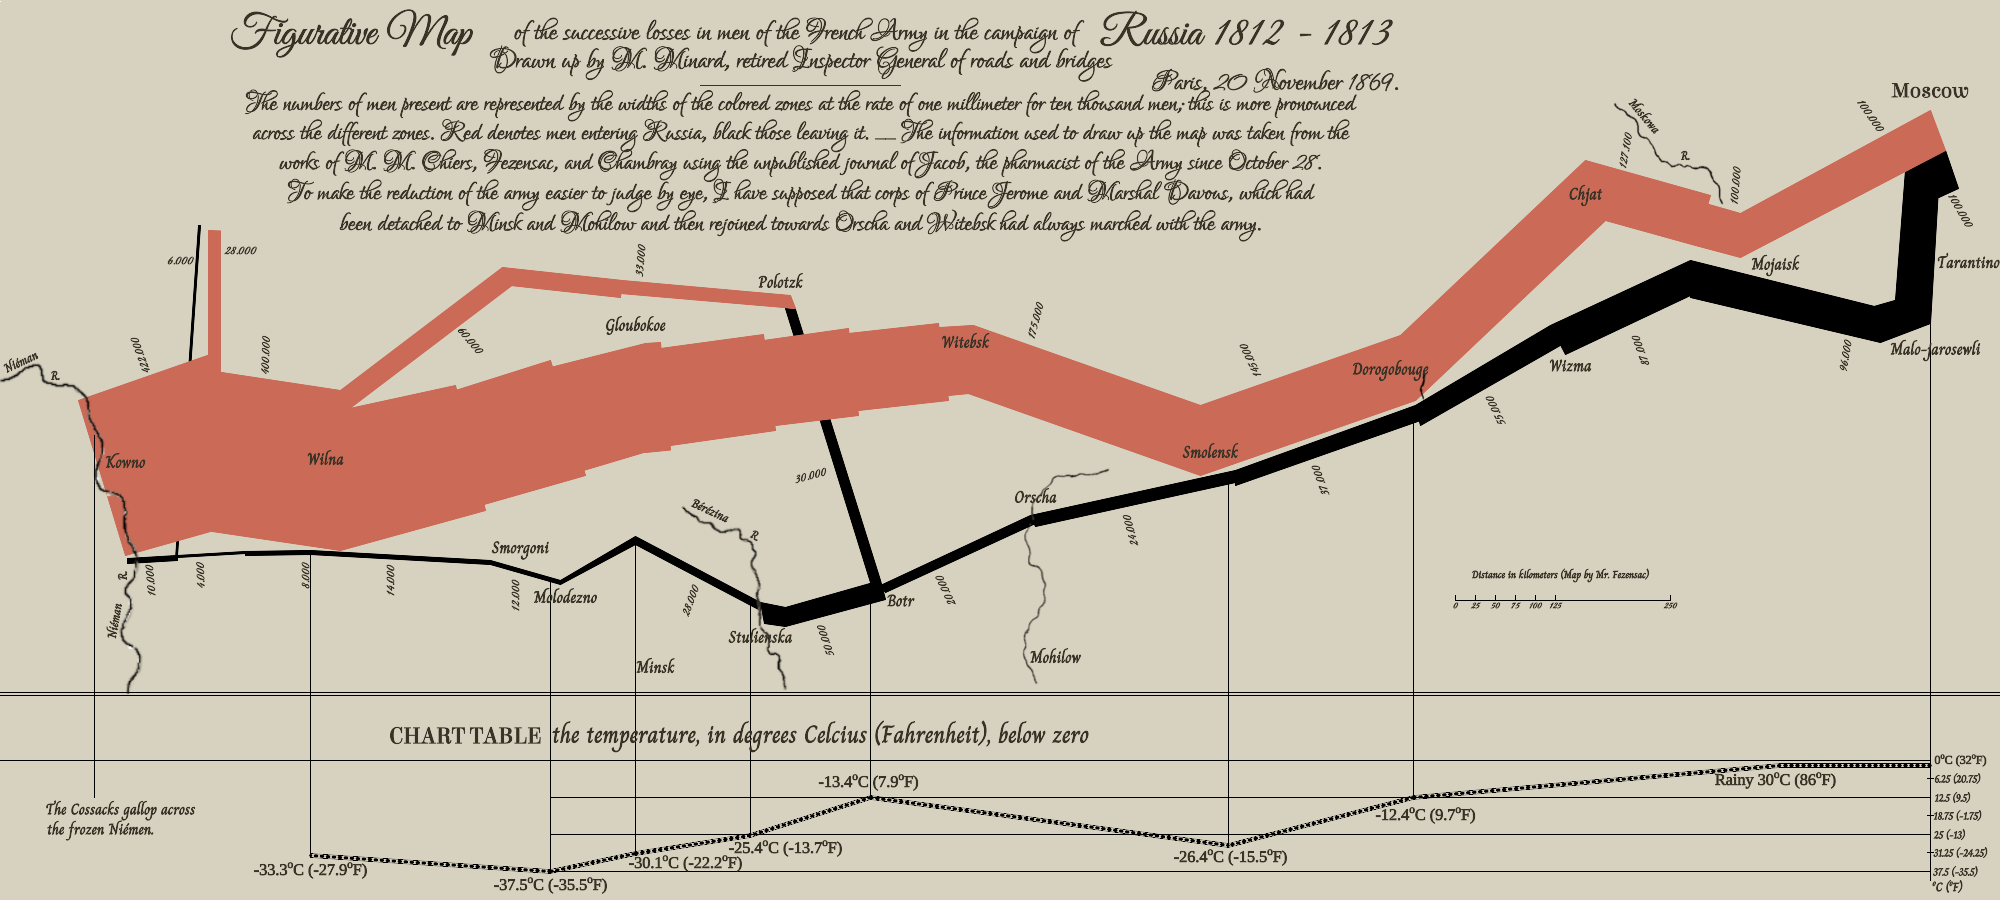 Figurative Map of the successive losses in men of the French Army in the campaign of Russia 1812 - 1813
Drawn up by M. Minard, retired Inspector General of roads and bridges
Paris, 20 November 1869.
The numbers of men present are represented by the widths of the colored zones at the rate of one millimeter for ten thousand men; this is more pronounced
across the different zones. Red denotes men entering Russia, black those leaving it. __ The information used to draw up the map was taken from the
works of M. M. Chiers, Fezensac, and Chambray using the unpublished journal of Jacob, the pharmacist of the Army since October 28".
To make the reduction of the army easier to judge by eye, I have supposed that corps of Prince Jerome and Marshal Davous, which had
been detached to Minsk and Mohilow and then rejoined towards Orscha and Witebsk had always marched with the army.
Moscow
100.000
Moskowa
R.
127.100
100.000
Chjat
100.000
Tarantino
Mojaisk
6.000
28.000
33.000
Polotzk
Gloubokoe
60.000
422.000
400.000
Niéman
R.
175.000
Witebsk
145.000
Dorogobouge
Wizma
87.000
96.000
Malo-jarosewli
55.000
Kowno
Wilna
Smolensk
37.000
30.000
Orscha
24.000
Bérézina
R.
Smorgoni
R.
10.000
4.000
8.000
14.000
12.000
Molodezno
28.000
Botr
20.000
Niéman
Stulienska
50.000
Minsk
Mohilow
Distance in kilometers (Map by Mr. Fezensac)
0 25 50 75 100 125 250
CHART TABLE the temperature, in degrees Celcius (Fahrenheit), below zero
The Cossacks gallop across
the frozen Niémen.
-33.3°C (-27.9°F)
-37.5°C (-35.5°F)
-30.1°C (-22.2°F)
-25.4°C (-13.7°F)
-13.4°C (7.9°F)
-26.4°C (-15.5°F)
-12.4°C (9.7°F)
Rainy 30°C (86°F)
0°C (32°F)
6.25 (20.75)
12.5 (9.5)
18.75 (-1.75)
25 (-13)
31.25 (-24.25)
37.5 (-35.5)
°C (°F)